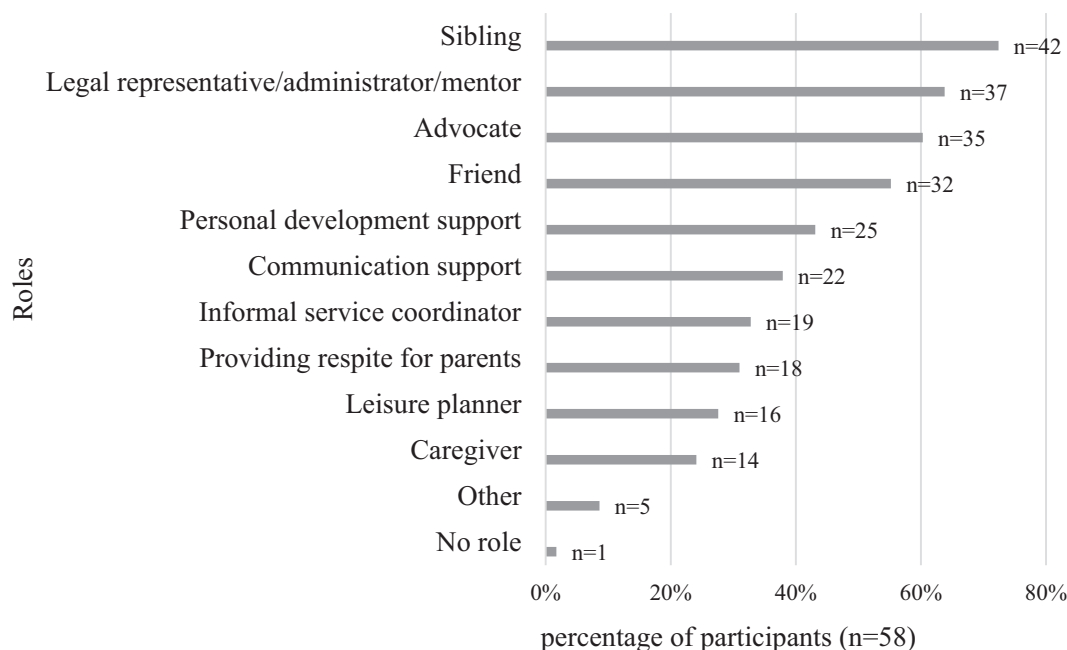 Sibling n=42
Legal representative/administrator/mentor n=37
Advocate n=35
Friend n=32
Personal development support n=25
Communication support n=22
Informal service coordinator n=19
Providing respite for parents n=18
Leisure planner n=16
Caregiver n=14
Other n=5
No role n=1
Roles
0% 20% 40% 60% 80%
percentage of participants (n=58)